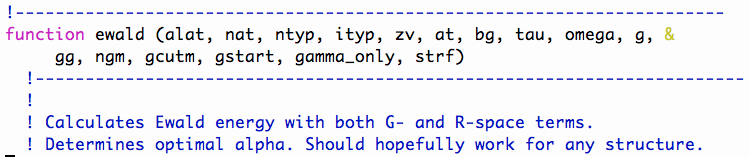 !-----------------------------------------------------------------------
function ewald (alat, nat, ntyp, ityp, zv, at, bg, tau, omega, g, &
     gg, ngm, gcutm, gstart, gamma_only, strf)
  !-----------------------------------------------------------------------
  !
  ! Calculates Ewald energy with both G- and R-space terms.
  ! Determines optimal alpha. Should hopefully work for any structure.